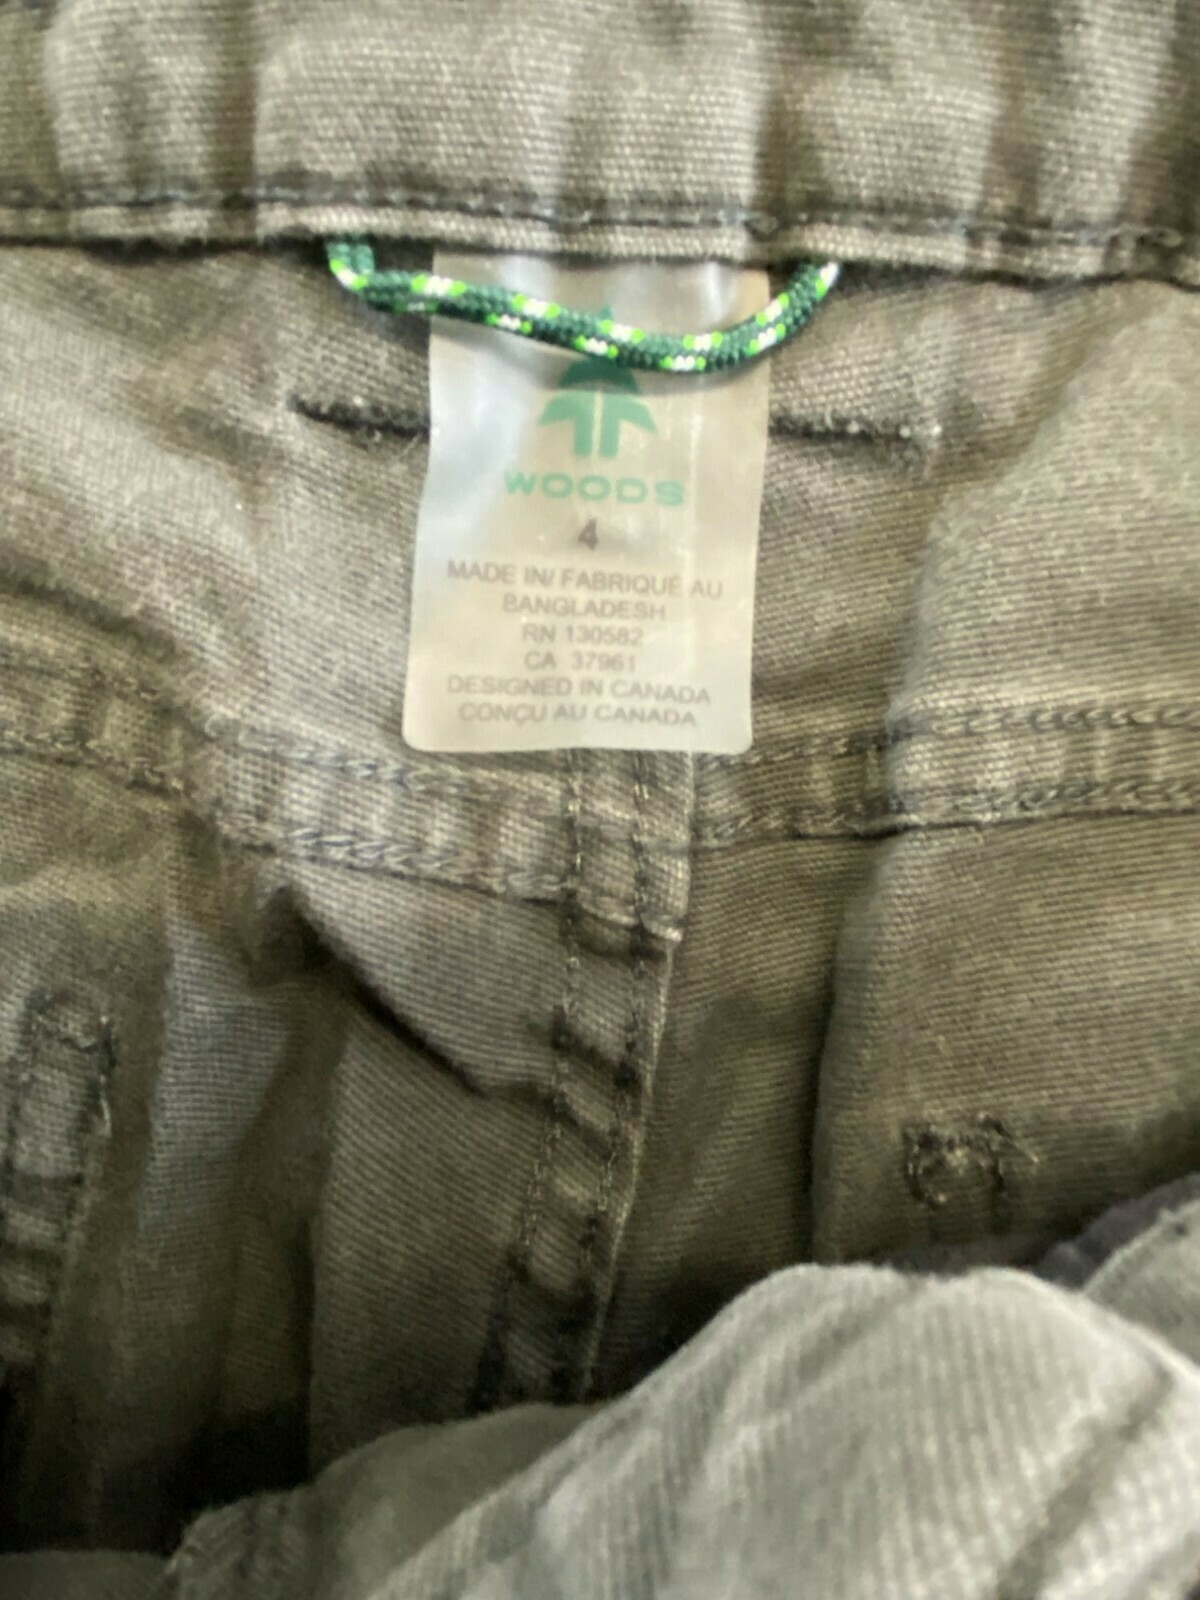 WOODS
4
MADE IN/ FABRIQUÉ AU
BANGLADESH
RN 130582
CA 37961
DESIGNED IN CANADA
CONÇU AU CANADA